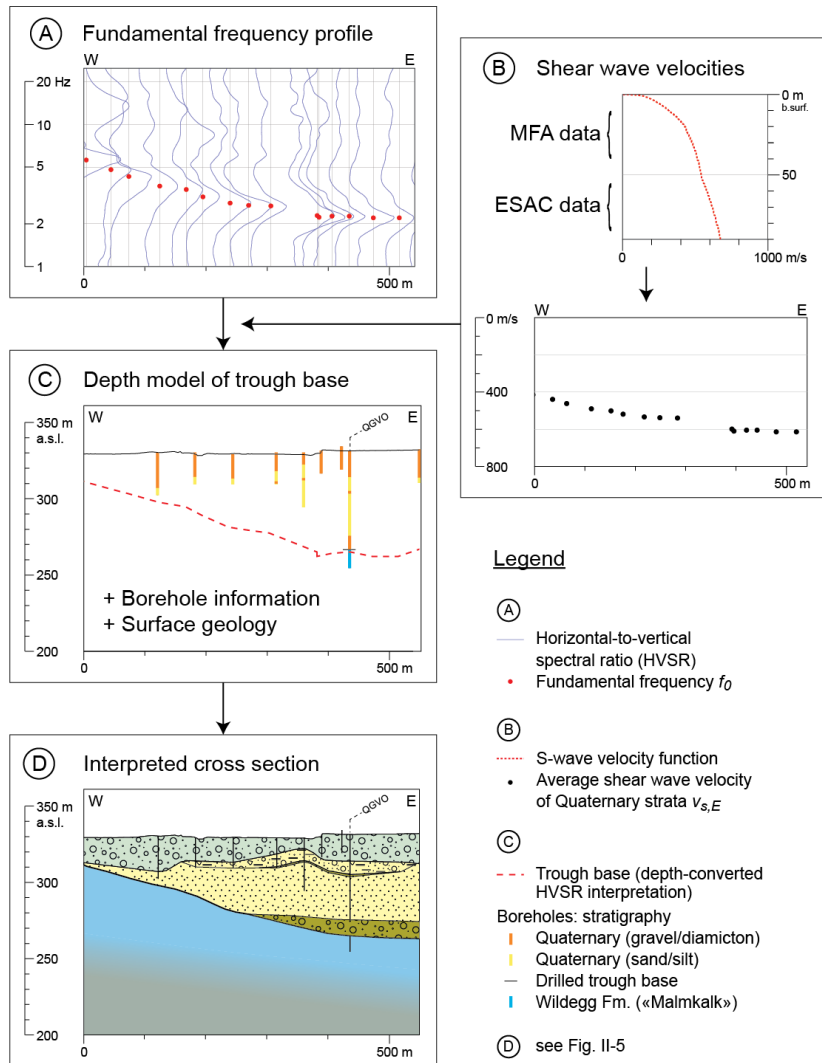 A Fundamental frequency profile
W E
20 Hz
10
5
2
1
0 500 m
B Shear wave velocities
0 m
b.surf.
MFA data
50
ESAC data
0 1000 m/s
W E
0 m/s
400
800
0 500 m
C Depth model of trough base
350 m
a.s.l.
W E
QGVO
300
250
+ Borehole information
+ Surface geology
200
0 500 m
D Interpreted cross section
350 m
a.s.l.
W E
QGVO
300
250
200
0 500 m
Legend
A
Horizontal-to-vertical
spectral ratio (HVSR)
Fundamental frequency f0
B
S-wave velocity function
Average shear wave velocity
of Quaternary strata vs,E
C
Trough base (depth-converted
HVSR interpretation)
Boreholes: stratigraphy
Quaternary (gravel/diamicton)
Quaternary (sand/silt)
Drilled trough base
Wildegg Fm. («Malmkalk»)
D see Fig. II-5